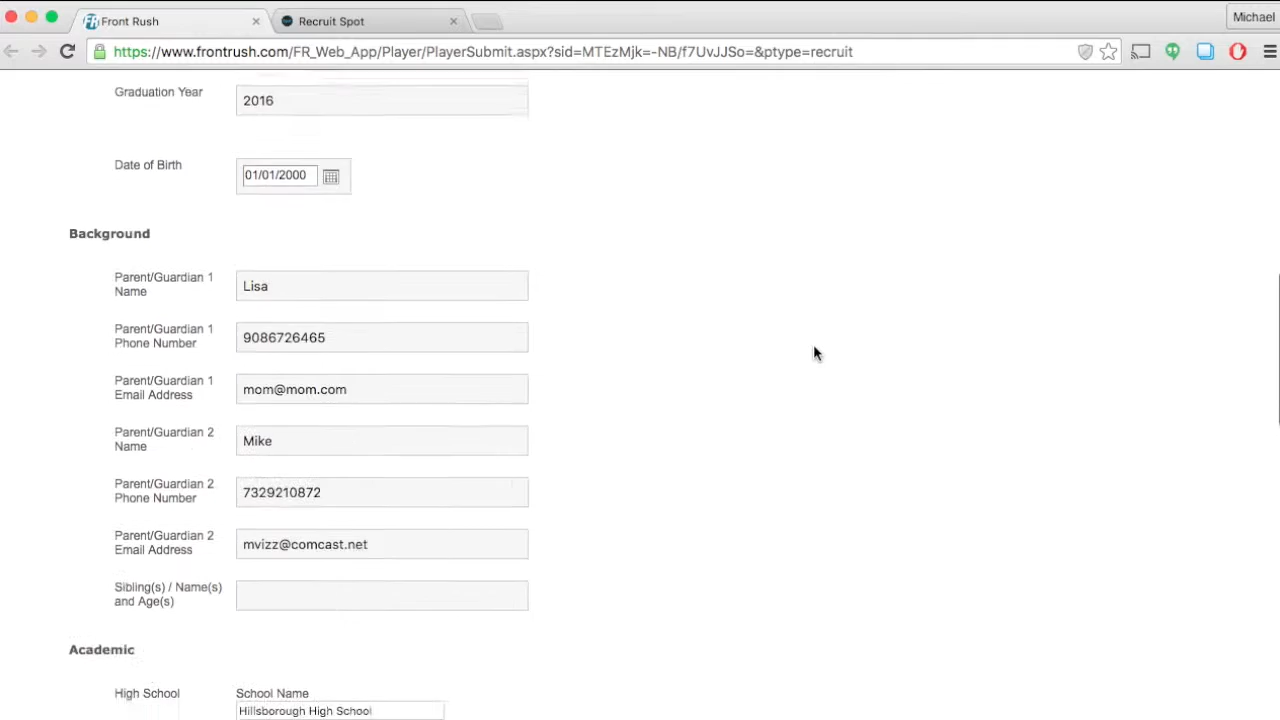 Front Rush
Recruit Spot
Michael
https://www.frontrush.com/FR_Web_App/Player/PlayerSubmit.aspx?sid=MTEzMjk=-NB/f7UvJJSo=&ptype=recruit
Graduation Year
2016
Date of Birth
01/01/2000
Background
Parent/Guardian 1
Name
Lisa
Parent/Guardian 1
Phone Number
9086726465
Parent/Guardian 1
Email Address
mom@mom.com
Parent/Guardian 2
Name
Mike
Parent/Guardian 2
Phone Number
7329210872
Parent/Guardian 2
Email Address
mvizz@comcast.net
Sibling(s) / Name(s)
and Age(s)
Academic
High School
School Name
Hillsborough High School